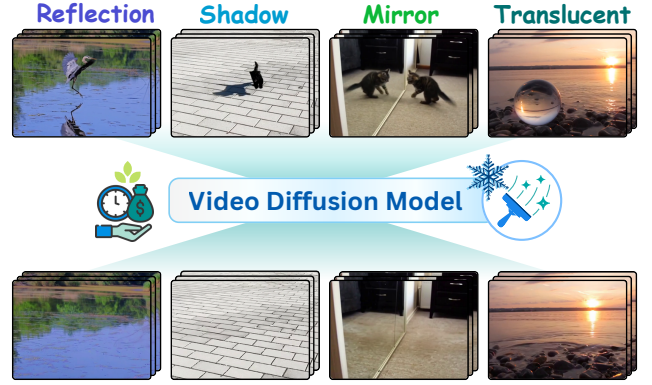 Reflection
Shadow
Mirror
Translucent
Video Diffusion Model
$